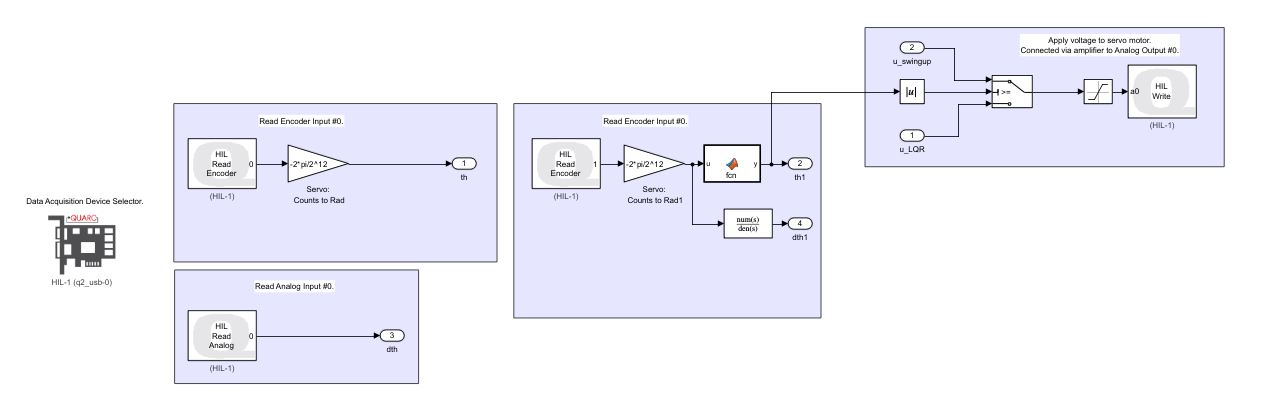 Data Acquisition Device Selector.
QUARC
HIL-1 (q2_usb-0)
Read Encoder Input #0.
HIL
Read
Encoder
0
(HIL-1)
-2*pi/2^12
Servo:
Counts to Rad
1
th
Read Analog Input #0.
HIL
Read
Analog
0
(HIL-1)
3
dth
Read Encoder Input #0.
HIL
Read
Encoder
1
(HIL-1)
-2*pi/2^12
Servo:
Counts to Rad1
u
y
fcn
2
th1
num(s)
den(s)
4
dth1
Apply voltage to servo motor.
Connected via amplifier to Analog Output #0.
2
u_swingup
|u|
>=
1
u_LQR
a0
HIL
Write
(HIL-1)